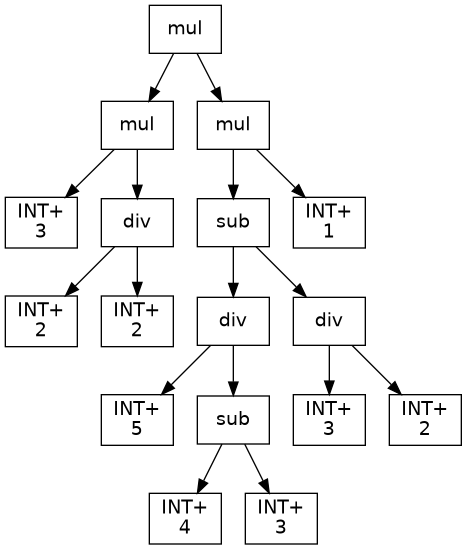 mul
mul
mul
INT+
3
div
sub
INT+
1
INT+
2
INT+
2
div
div
INT+
5
sub
INT+
3
INT+
2
INT+
4
INT+
3